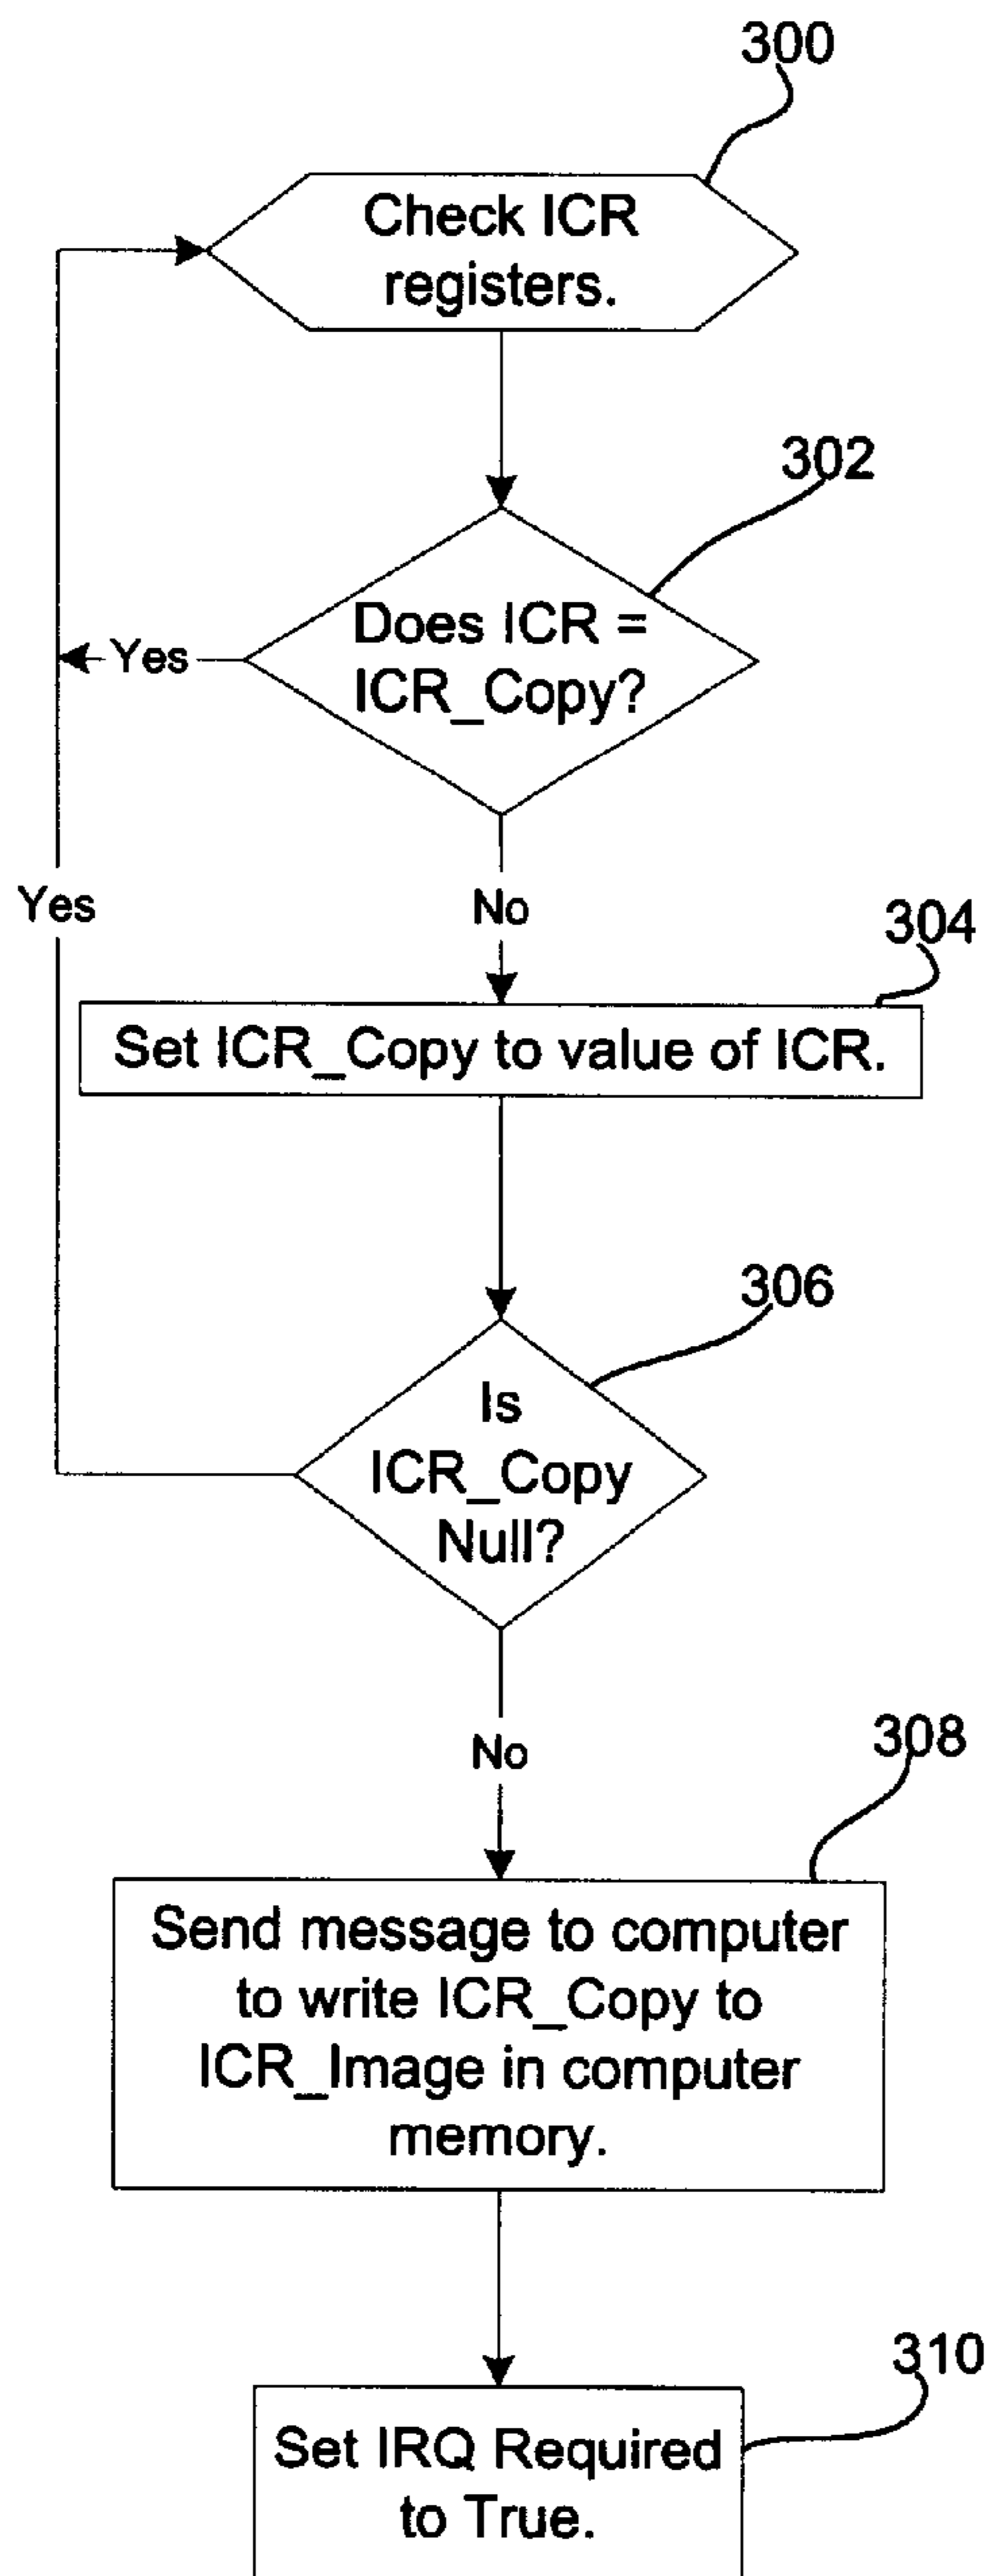 300
Check ICR
registers.
302
Does ICR =
ICR_Copy?
Yes
No
Yes
304
Set ICR_Copy to value of ICR.
306
Is
ICR_Copy
Null?
No
308
Send message to computer
to write ICR_Copy to
ICR_Image in computer
memory.
310
Set IRQ Required
to True.